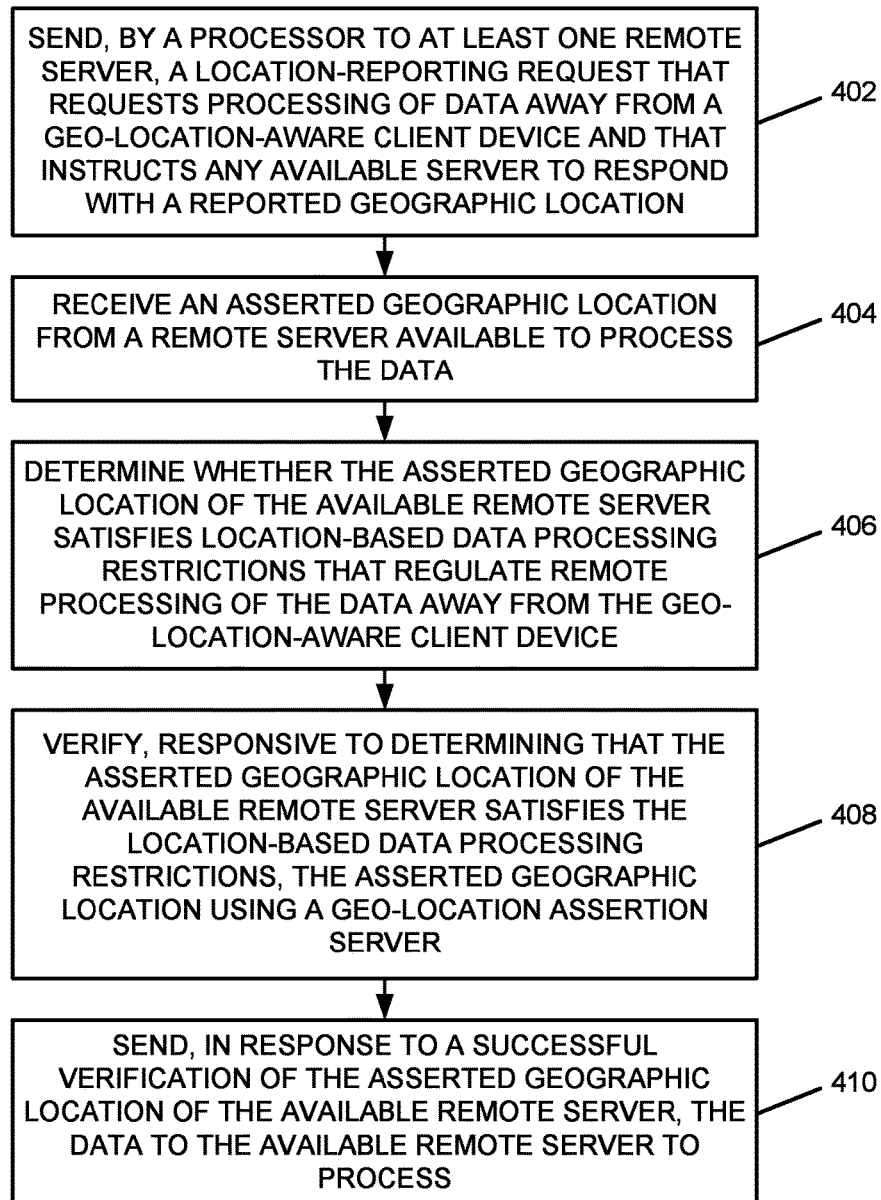 SEND, BY A PROCESSOR TO AT LEAST ONE REMOTE
SERVER, A LOCATION-REPORTING REQUEST THAT
REQUESTS PROCESSING OF DATA AWAY FROM A
GEO-LOCATION-AWARE CLIENT DEVICE AND THAT
INSTRUCTS ANY AVAILABLE SERVER TO RESPOND
WITH A REPORTED GEOGRAPHIC LOCATION
402
RECEIVE AN ASSERTED GEOGRAPHIC LOCATION
FROM A REMOTE SERVER AVAILABLE TO PROCESS
THE DATA
404
DETERMINE WHETHER THE ASSERTED GEOGRAPHIC
LOCATION OF THE AVAILABLE REMOTE SERVER
SATISFIES LOCATION-BASED DATA PROCESSING
RESTRICTIONS THAT REGULATE REMOTE
PROCESSING OF THE DATA AWAY FROM THE GEO-
LOCATION-AWARE CLIENT DEVICE
406
VERIFY, RESPONSIVE TO DETERMINING THAT THE
ASSERTED GEOGRAPHIC LOCATION OF THE
AVAILABLE REMOTE SERVER SATISFIES THE
LOCATION-BASED DATA PROCESSING
RESTRICTIONS, THE ASSERTED GEOGRAPHIC
LOCATION USING A GEO-LOCATION ASSERTION
SERVER
408
SEND, IN RESPONSE TO A SUCCESSFUL
VERIFICATION OF THE ASSERTED GEOGRAPHIC
LOCATION OF THE AVAILABLE REMOTE SERVER, THE
DATA TO THE AVAILABLE REMOTE SERVER TO
PROCESS
410